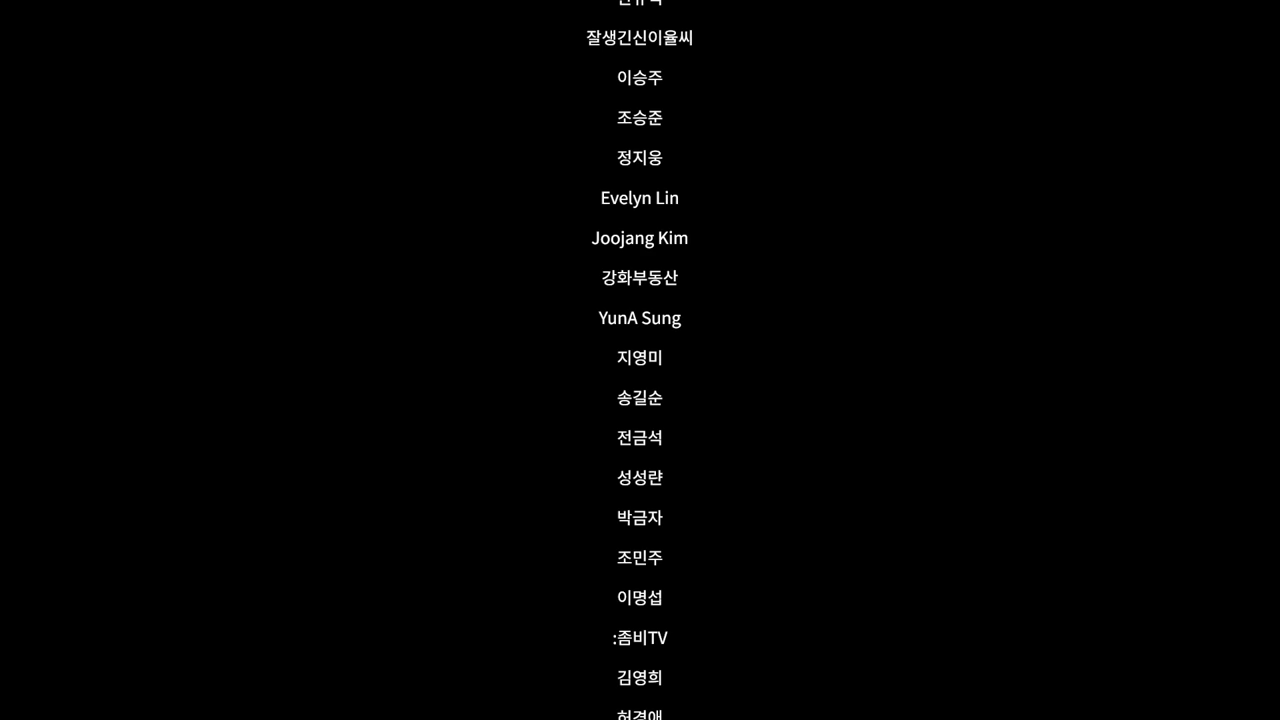 잘생긴신이율씨
이승주
조승준
정지웅
Evelyn Lin
Joojang Kim
강화부동산
YunA Sung
지영미
송길순
전금석
성성랸
박금자
조민주
이명섭
:좀비TV
김영희